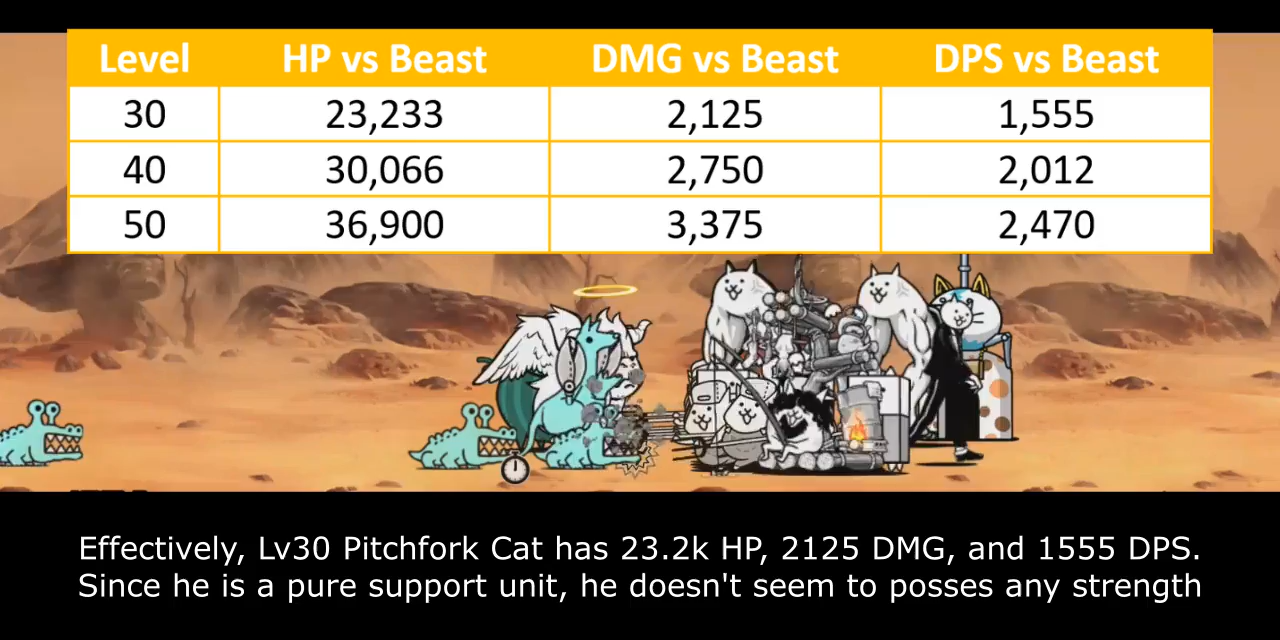 Level HP vs Beast DMG vs Beast DPS vs Beast
30 23,233 2,125 1,555
40 30,066 2,750 2,012
50 36,900 3,375 2,470
Effectively, Lv30 Pitchfork Cat has 23.2k HP, 2125 DMG, and 1555 DPS.
Since he is a pure support unit, he doesn't seem to posses any strength